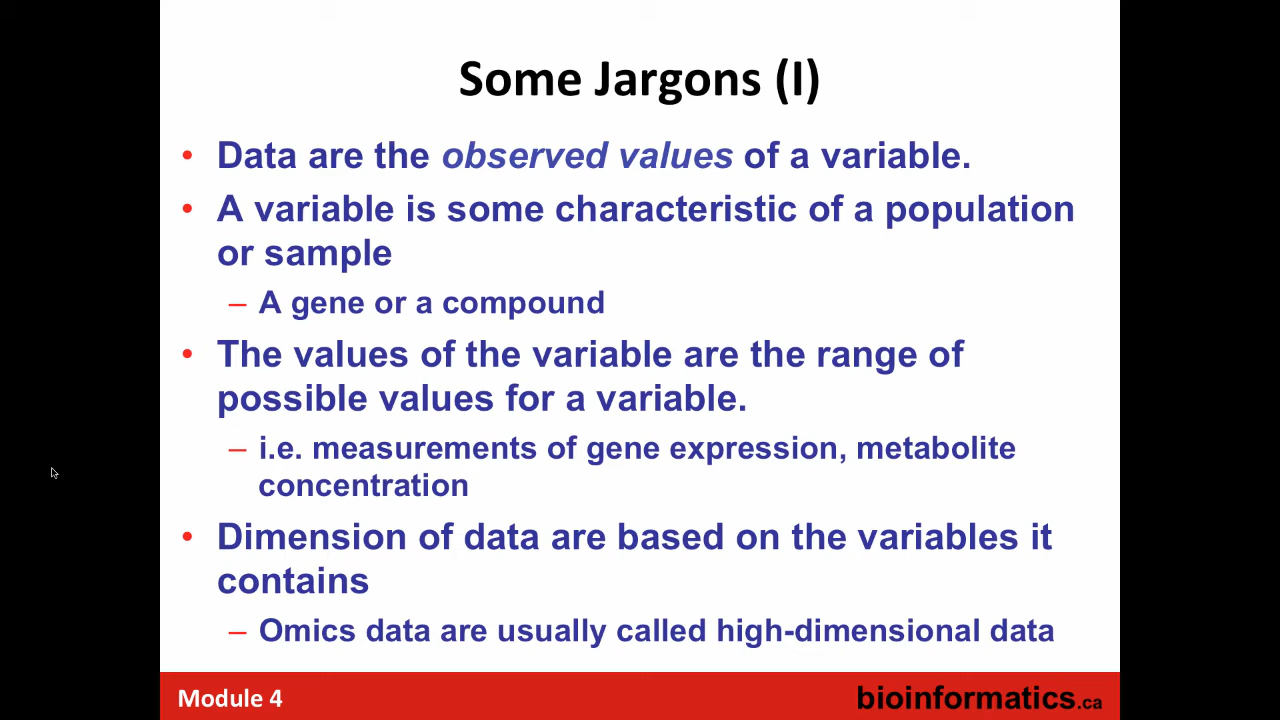 Some Jargons (I)
• Data are the observed values of a variable.
• A variable is some characteristic of a population
or sample
– A gene or a compound
• The values of the variable are the range of
possible values for a variable.
– i.e. measurements of gene expression, metabolite
concentration
• Dimension of data are based on the variables it
contains
– Omics data are usually called high-dimensional data
Module 4
bioinformatics.ca